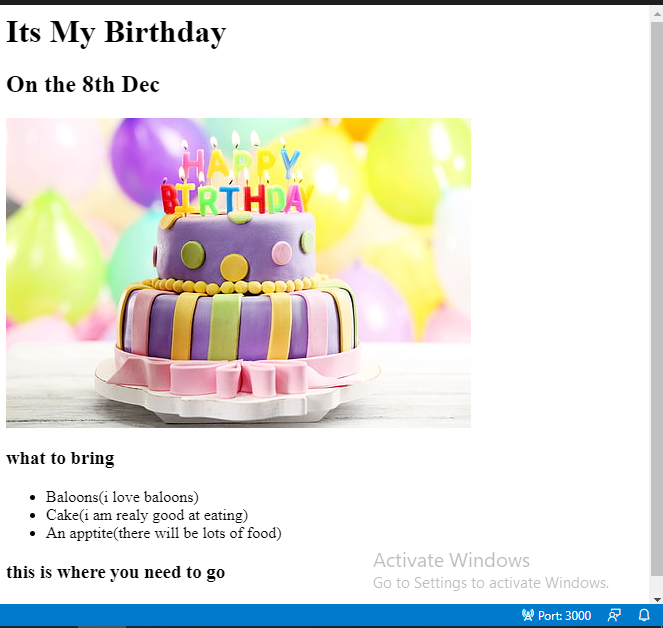 Its My Birthday
On the 8th Dec
HAPPY
BIRTHDAY
what to bring
Baloons(i love baloons)
Cake(i am realy good at eating)
An apptite(there will be lots of food)
this is where you need to go
Activate Windows
Go to Settings to activate Windows.
Port: 3000